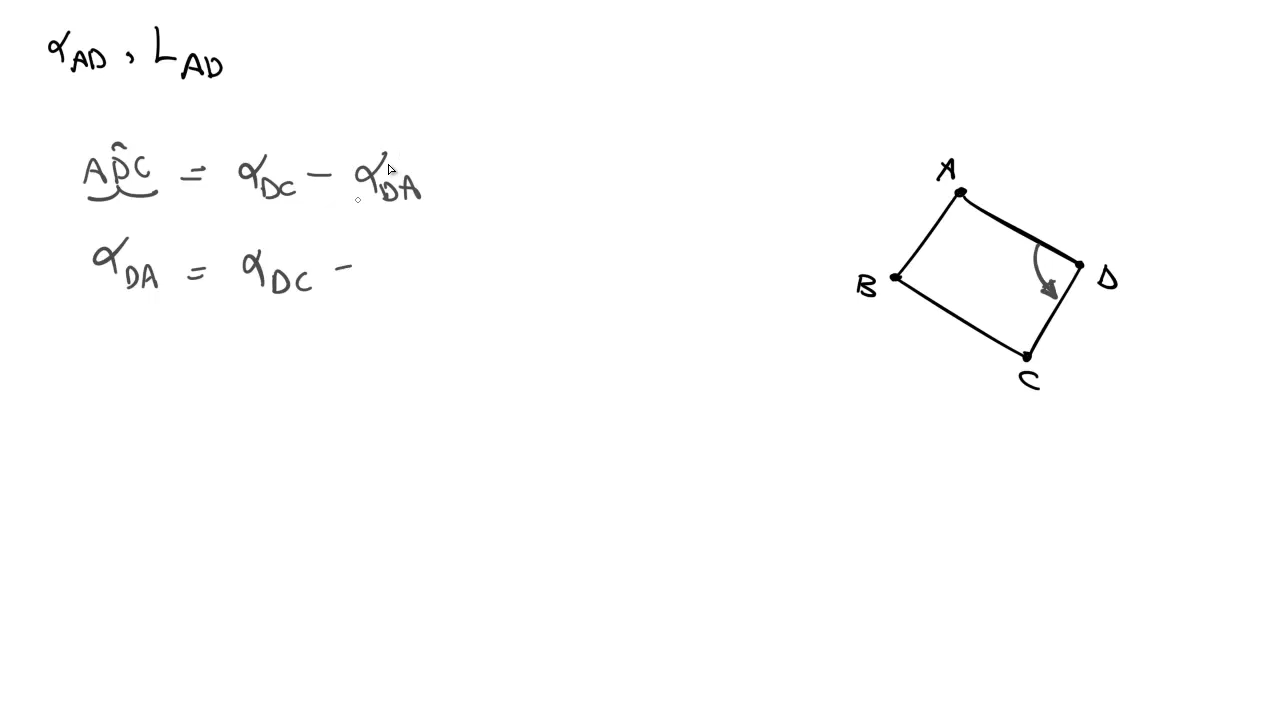 α_AD , L_AD
AD̂C = α_DC − α_DA
α_DA = α_DC −
A
D
B
C